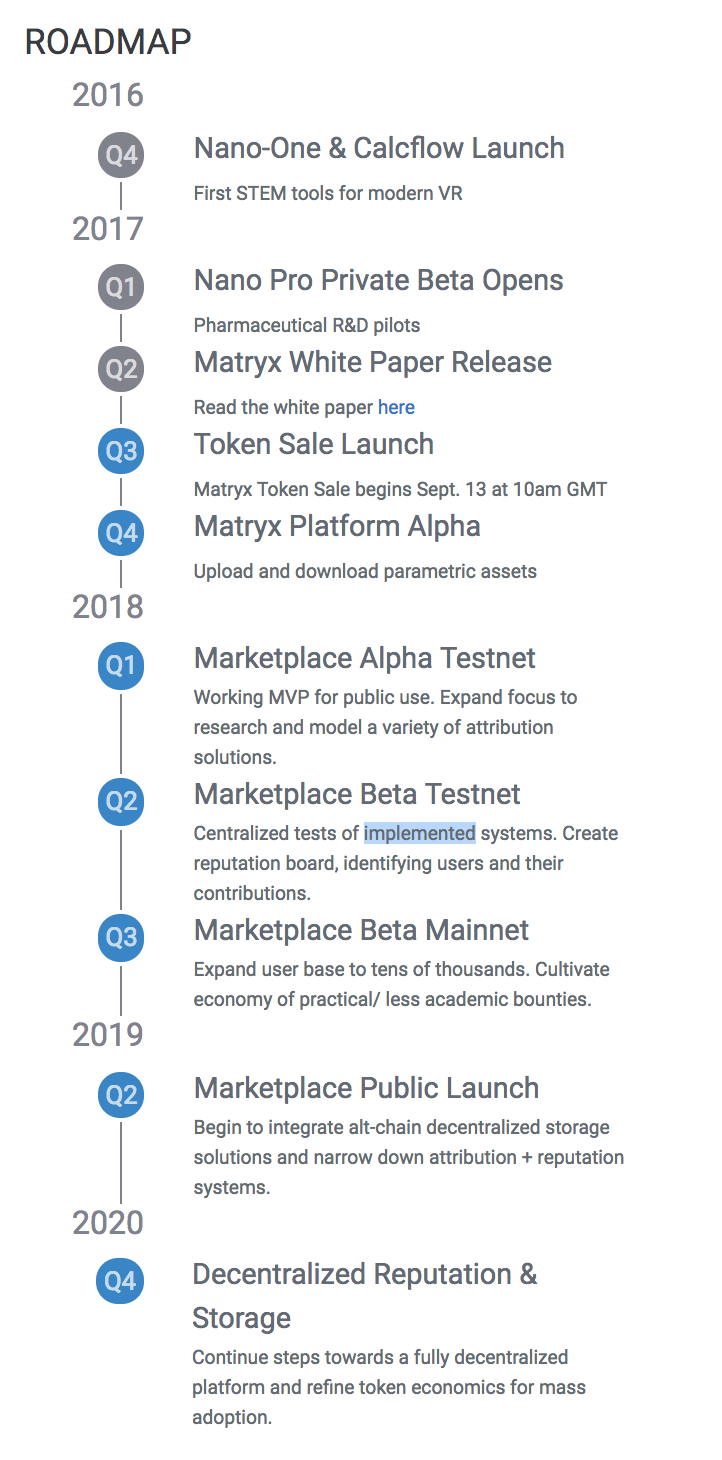 ROADMAP
2016
Q4
Nano-One & Calcflow Launch
First STEM tools for modern VR
2017
Q1
Nano Pro Private Beta Opens
Pharmaceutical R&D pilots
Q2
Matryx White Paper Release
Read the white paper here
Q3
Token Sale Launch
Matryx Token Sale begins Sept. 13 at 10am GMT
Q4
Matryx Platform Alpha
Upload and download parametric assets
2018
Q1
Marketplace Alpha Testnet
Working MVP for public use. Expand focus to
research and model a variety of attribution
solutions.
Q2
Marketplace Beta Testnet
Centralized tests of implemented systems. Create
reputation board, identifying users and their
contributions.
Q3
Marketplace Beta Mainnet
Expand user base to tens of thousands. Cultivate
economy of practical/ less academic bounties.
2019
Q2
Marketplace Public Launch
Begin to integrate alt-chain decentralized storage
solutions and narrow down attribution + reputation
systems.
2020
Q4
Decentralized Reputation &
Storage
Continue steps towards a fully decentralized
platform and refine token economics for mass
adoption.